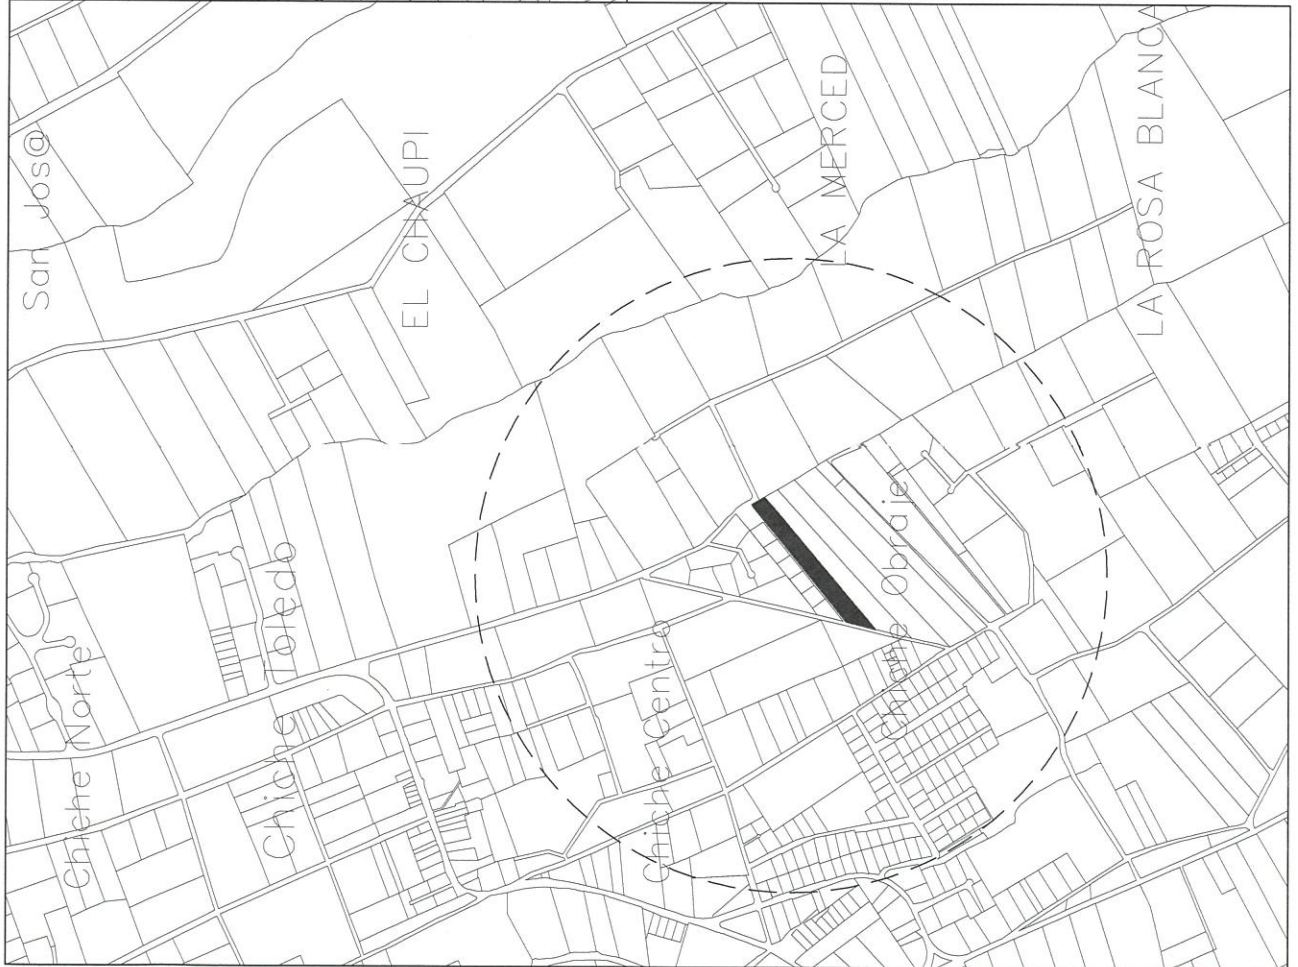 San Jos@
EL CHAUPI
LA MERCED
LA ROSA BLANCA
Chiche Norte
Chiche Toledo
Chiche Centro
Chiche Obraje